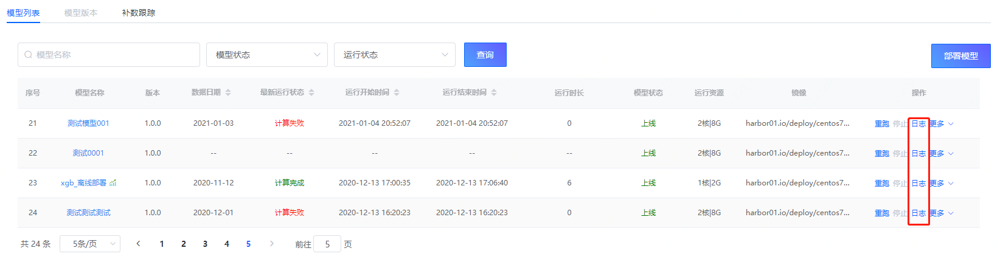 模型列表 模型版本 补数跟踪
模型名称 模型状态 运行状态 查询 部署模型
序号 模型名称 版本 数据日期 最新运行状态 运行开始时间 运行结束时间 运行时长 模型状态 运行资源 镜像 操作
21 测试模型001 1.0.0 2021-01-03 计算失败 2021-01-04 20:52:07 2021-01-04 20:52:07 0 上线 2核|8G harbor01.io/deploy/centos7... 重跑 停止 日志 更多
22 测试0001 1.0.0 -- -- -- -- -- 上线 2核|8G harbor01.io/deploy/centos7... 重跑 停止 日志 更多
23 xgb_离线部署 1.0.0 2020-11-12 计算完成 2020-12-13 17:00:35 2020-12-13 17:06:40 6 上线 1核|2G harbor01.io/deploy/centos7... 重跑 停止 日志 更多
24 测试测试测试 1.0.0 2020-12-01 计算失败 2020-12-13 16:20:23 2020-12-13 16:20:23 0 上线 2核|8G harbor01.io/deploy/centos7... 重跑 停止 日志 更多
共 24 条 5条/页 1 2 3 4 5 前往 5 页